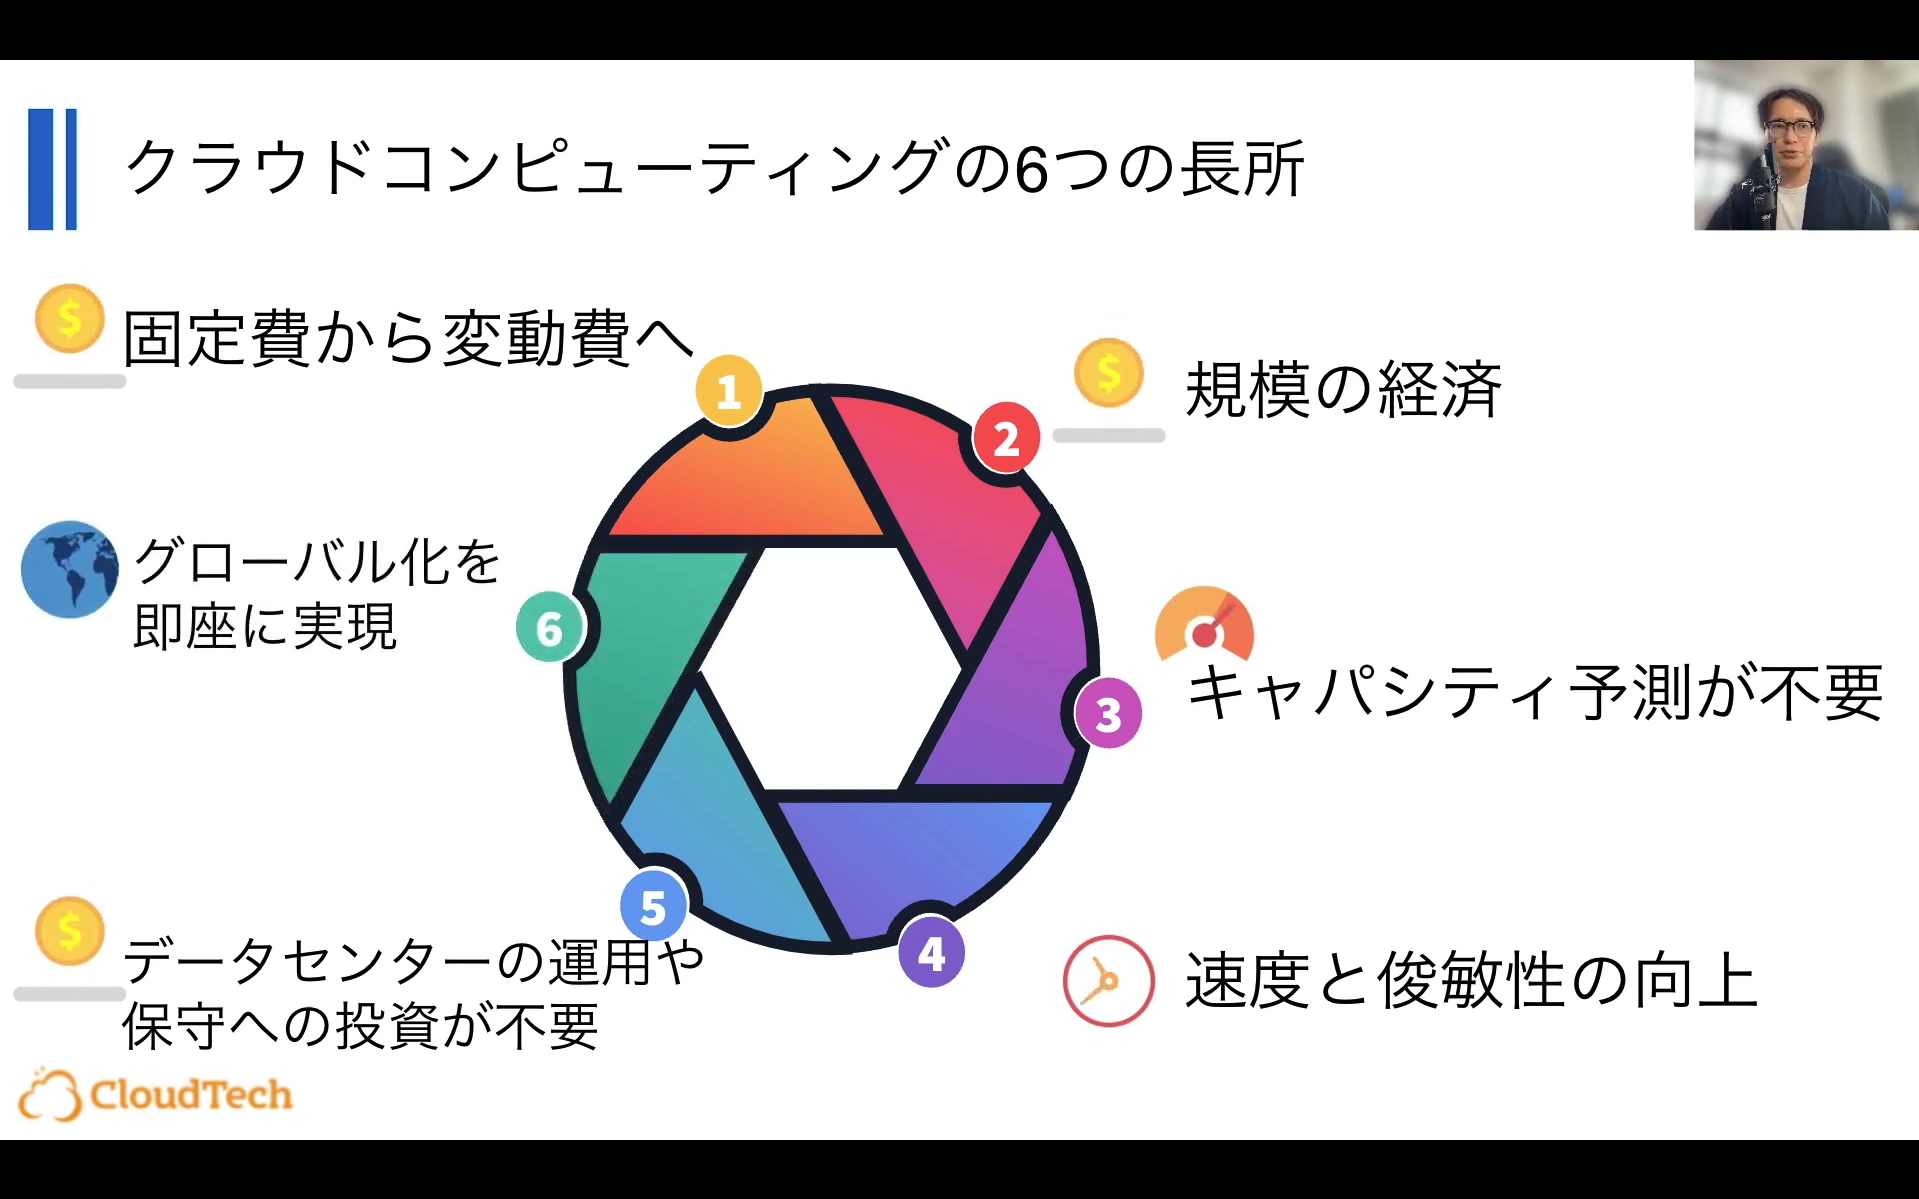 クラウドコンピューティングの6つの長所
$ 固定費から変動費へ
1
2
$ 規模の経済
3
キャパシティ予測が不要
4
速度と俊敏性の向上
5
$ データセンターの運用や
保守への投資が不要
6
グローバル化を
即座に実現
CloudTech